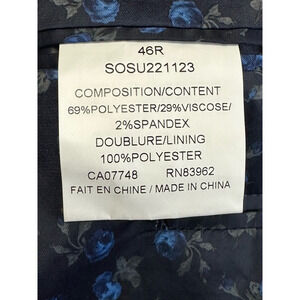 46R
SOSU221123
COMPOSITION/CONTENT
69%POLYESTER/29%VISCOSE/
2%SPANDEX
DOUBLURE/LINING
100%POLYESTER
CA07748 RN83962
FAIT EN CHINE / MADE IN CHINA